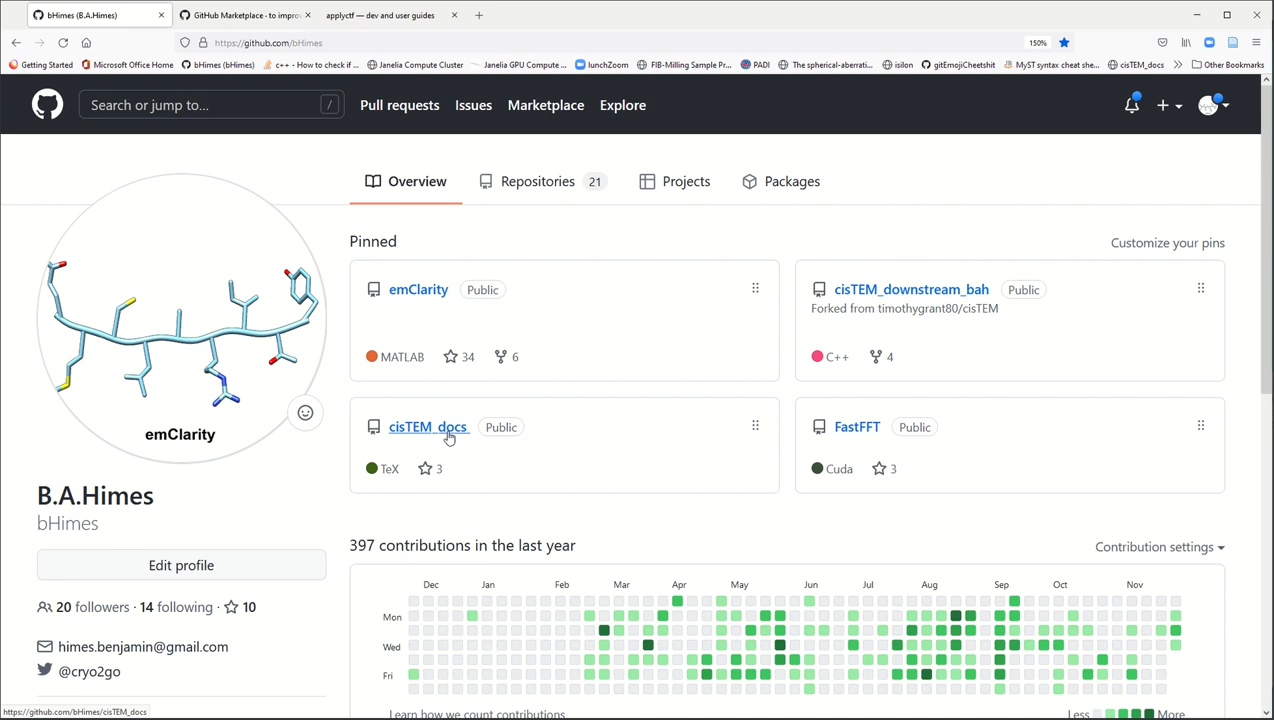 bHimes (B.A.Himes)
GitHub Marketplace · to improv
applyctf — dev and user guides
https://github.com/bHimes
150%
Getting Started
Microsoft Office Home
bHimes (bHimes)
c++ - How to check if ...
Janelia Compute Cluster
Janelia GPU Compute ...
lunchZoom
FIB-Milling Sample Pr...
PADI
The spherical-aberrati...
isilon
gitEmojiCheetshit
MyST syntax cheat she...
cisTEM_docs
Other Bookmarks
Search or jump to...
/
Pull requests
Issues
Marketplace
Explore
Overview
Repositories 21
Projects
Packages
Pinned
Customize your pins
emClarity Public
MATLAB 34 6
cisTEM_downstream_bah Public
Forked from timothygrant80/cisTEM
C++ 4
cisTEM_docs Public
TeX 3
FastFFT Public
Cuda 3
emClarity
B.A.Himes
bHimes
Edit profile
20 followers · 14 following · 10
himes.benjamin@gmail.com
@cryo2go
397 contributions in the last year
Contribution settings
Dec Jan Feb Mar Apr May Jun Jul Aug Sep Oct Nov
Mon
Wed
Fri
Learn how we count contributions
Less More
https://github.com/bHimes/cisTEM_docs